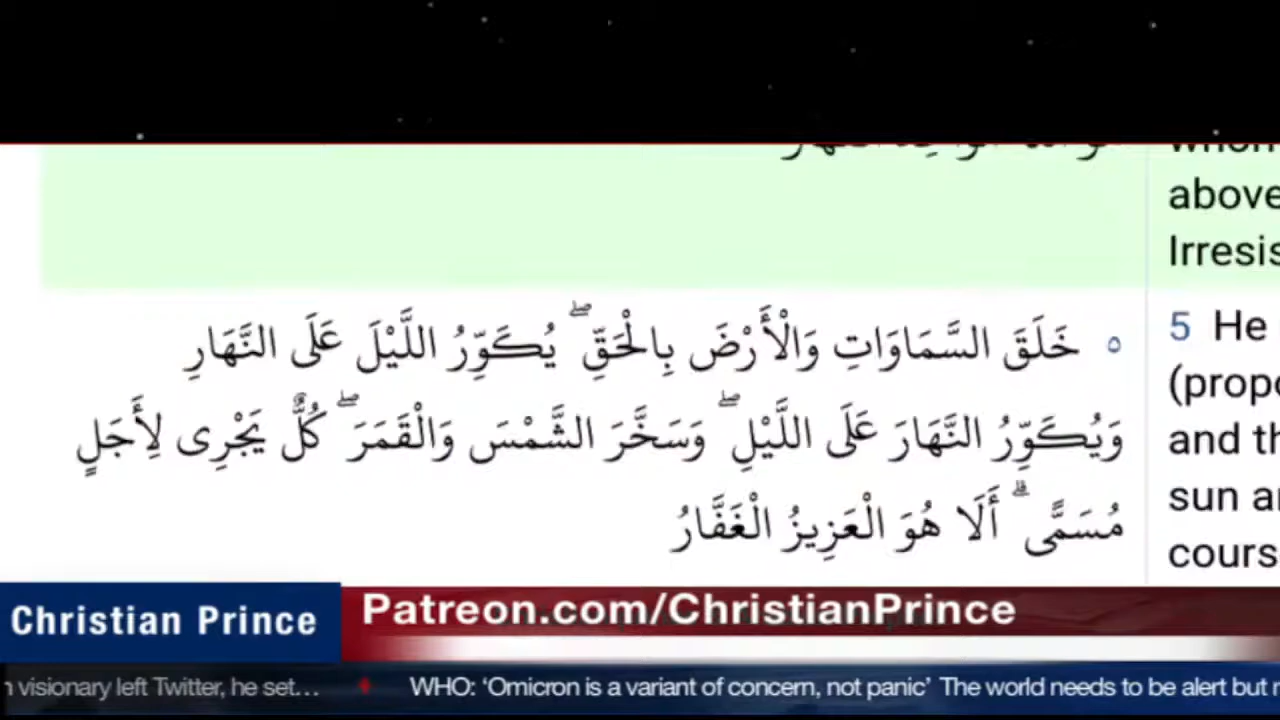 above
Irresis
٥ خَلَقَ السَّمَاوَاتِ وَالْأَرْضَ بِالْحَقِّ ۖ يُكَوِّرُ اللَّيْلَ عَلَى النَّهَارِ
وَيُكَوِّرُ النَّهَارَ عَلَى اللَّيْلِ ۖ وَسَخَّرَ الشَّمْسَ وَالْقَمَرَ ۖ كُلٌّ يَجْرِى لِأَجَلٍ
مُسَمًّى ۗ أَلَا هُوَ الْعَزِيزُ الْغَفَّارُ
5 He
(propo
and th
sun a
cours
Christian Prince
Patreon.com/ChristianPrince
visionary left Twitter, he set... WHO: ‘Omicron is a variant of concern, not panic’ The world needs to be alert but